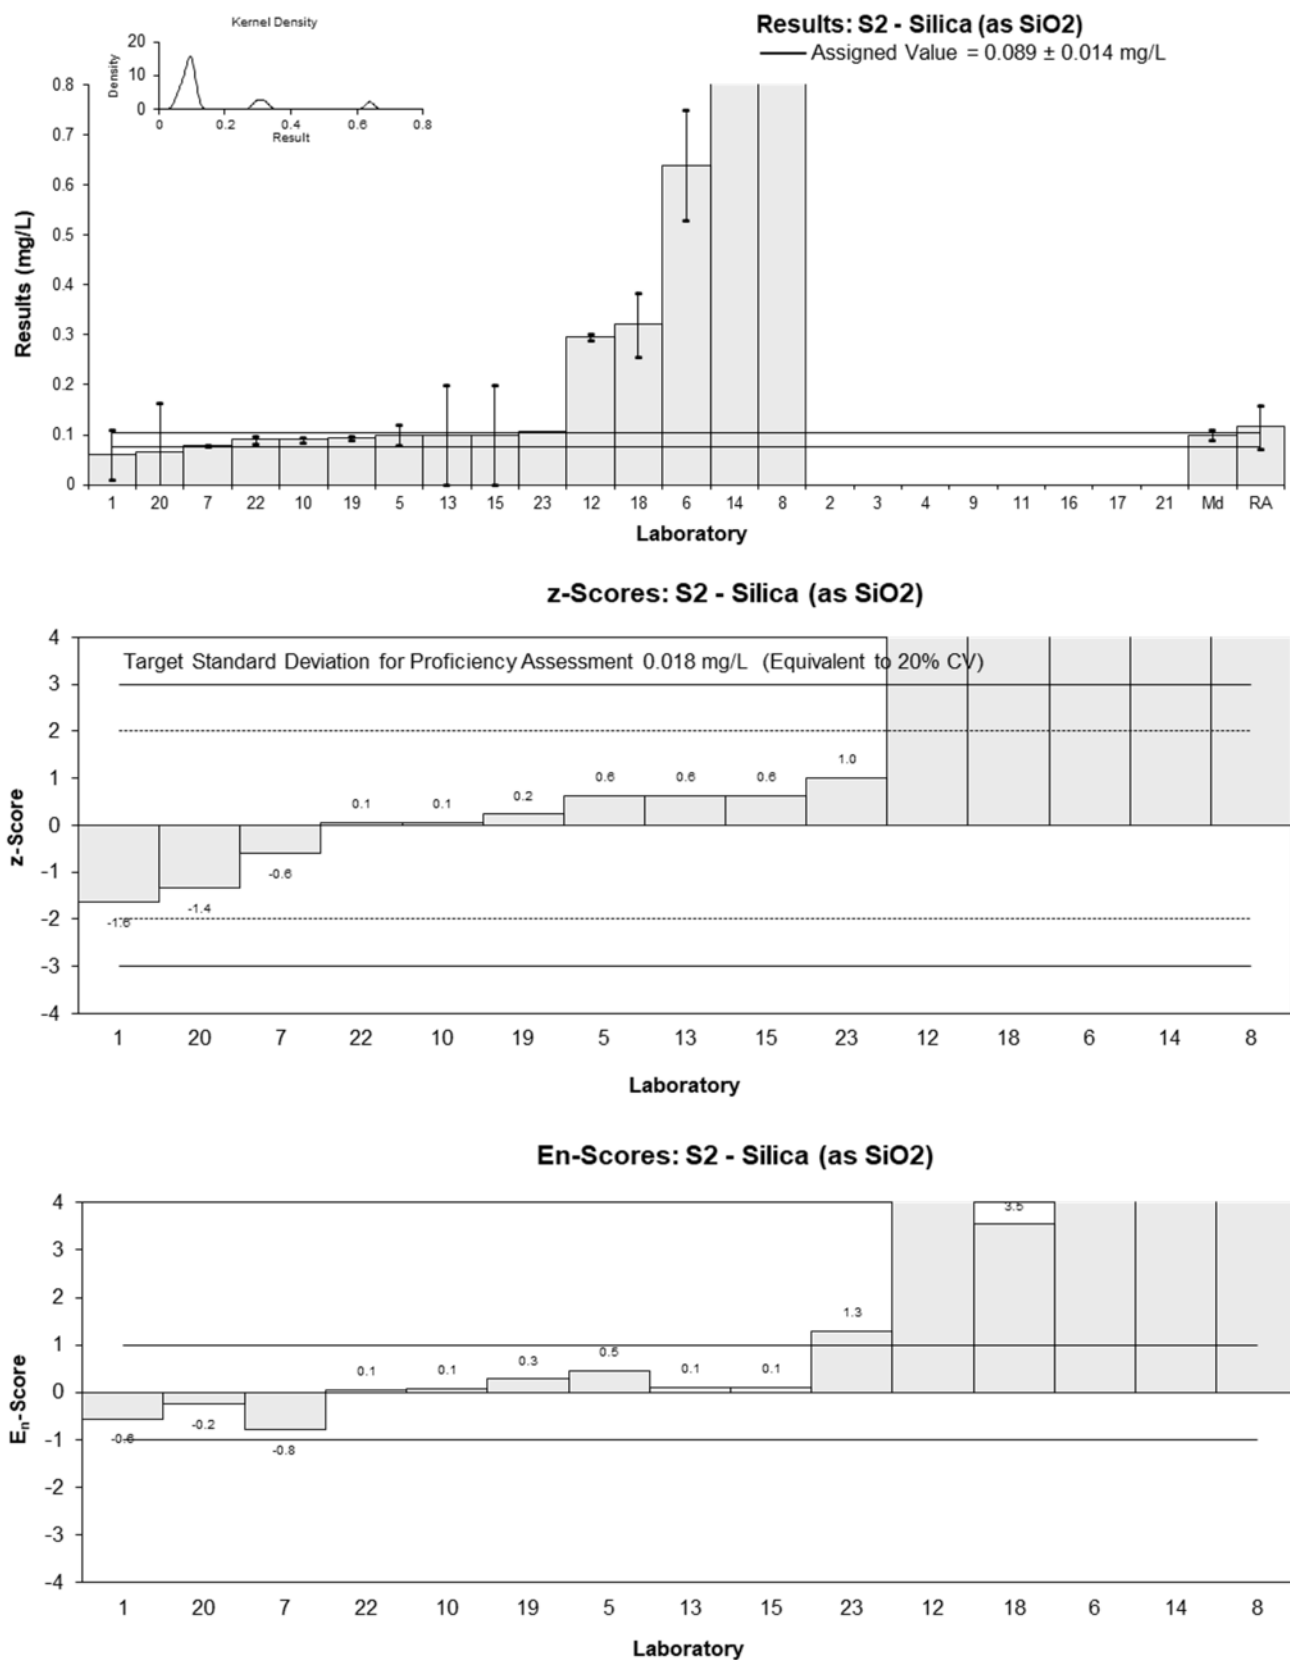 Kernel Density
20
10
0
Density
0 0.2 0.4 0.6 0.8
Result
Results: S2 - Silica (as SiO2)
Assigned Value = 0.089 ± 0.014 mg/L
0.8
0.7
0.6
0.5
0.4
0.3
0.2
0.1
0
Results (mg/L)
1 20 7 22 10 19 5 13 15 23 12 18 6 14 8 2 3 4 9 11 16 17 21 Md RA
Laboratory
z-Scores: S2 - Silica (as SiO2)
Target Standard Deviation for Proficiency Assessment 0.018 mg/L (Equivalent to 20% CV)
4
3
2
1
0
-1
-2
-3
-4
z-Score
-1.6 -1.4 -0.6 0.1 0.1 0.2 0.6 0.6 0.6 1.0
1 20 7 22 10 19 5 13 15 23 12 18 6 14 8
Laboratory
En-Scores: S2 - Silica (as SiO2)
4
3
2
1
0
-1
-2
-3
-4
En-Score
-0.6 -0.2 -0.8 0.1 0.1 0.3 0.5 0.1 0.1 1.3 3.5
1 20 7 22 10 19 5 13 15 23 12 18 6 14 8
Laboratory